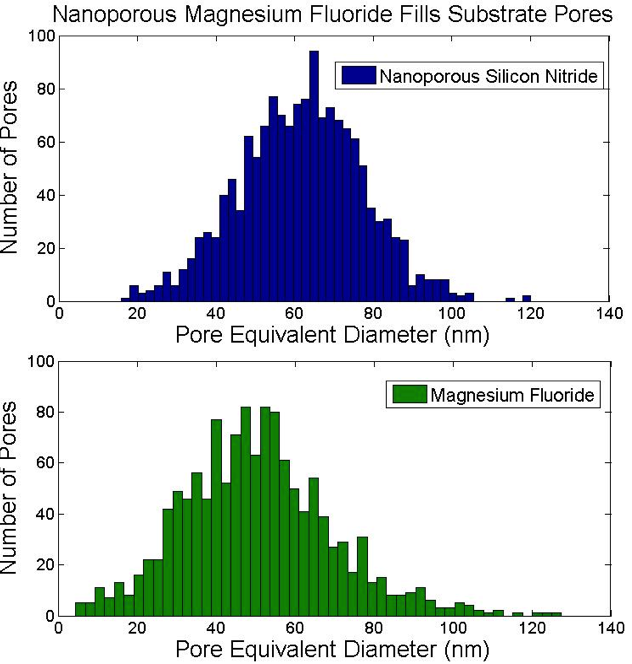 Nanoporous Magnesium Fluoride Fills Substrate Pores
100
80
60
40
20
0
Number of Pores
Nanoporous Silicon Nitride
0 20 40 60 80 100 120 140
Pore Equivalent Diameter (nm)
100
80
60
40
20
0
Number of Pores
Magnesium Fluoride
0 20 40 60 80 100 120 140
Pore Equivalent Diameter (nm)